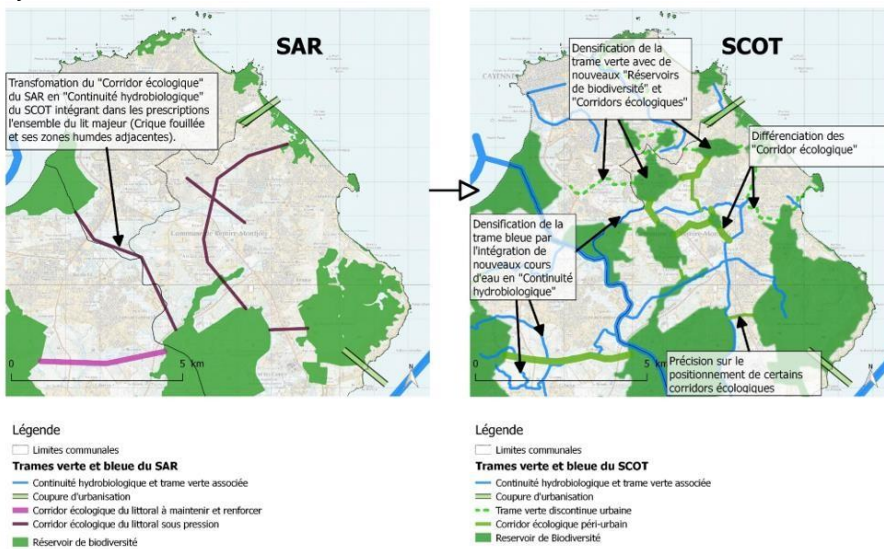 SAR
Transfomation du "Corridor écologique"
du SAR en "Continuité hydrobiologique"
du SCOT intégrant dans les prescriptions
l'ensemble du lit majeur (Crique fouillée
et ses zones humdes adjacentes).
0 5 km
Légende
Limites communales
Trames verte et bleue du SAR
Continuité hydrobiologique et trame verte associée
Coupure d'urbanisation
Corridor écologique du littoral à maintenir et renforcer
Corridor écologique du littoral sous pression
Réservoir de biodiversité
SCOT
Densification de la
trame verte avec de
nouveaux "Réservoirs
de biodiversité" et
"Corridors écologiques"
Différenciation des
"Corridor écologique"
Densification de la
trame bleue par
l'intégration de
nouveaux cours
d'eau en "Continuité
hydrobiologique"
Précision sur le
positionnement de certains
corridors écologiques
0 5 km
Légende
Limites communales
Trames verte et bleue du SCOT
Continuité hydrobiologique et trame verte associée
Coupure d'urbanisation
Trame verte discontinue urbaine
Corridor écologique péri-urbain
Reservoir de Biodiversité